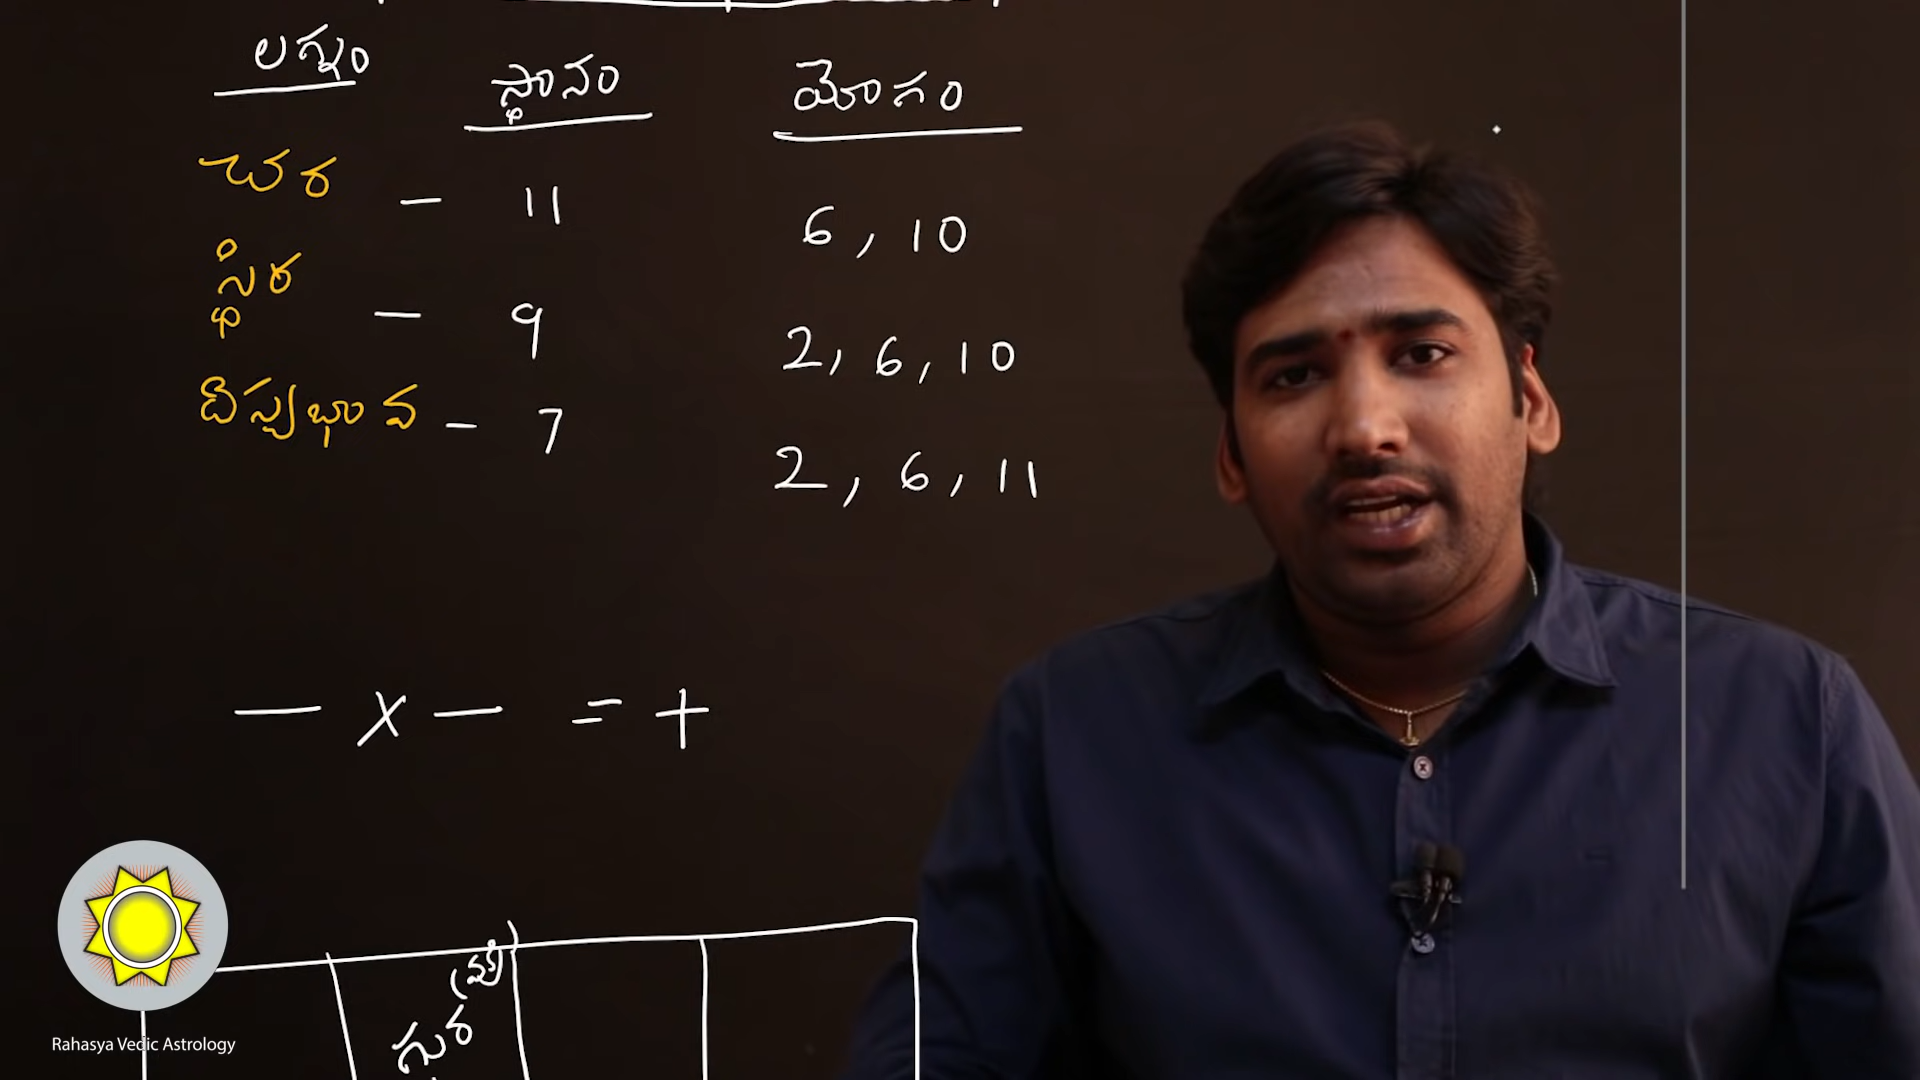 లగ్నం స్థానం యోగం
చర – 11 6, 10
స్థిర – 9 2, 6, 10
ద్విస్వభావ – 7 2, 6, 11
– x – = +
(వ)
గురు
Rahasya Vedic Astrology